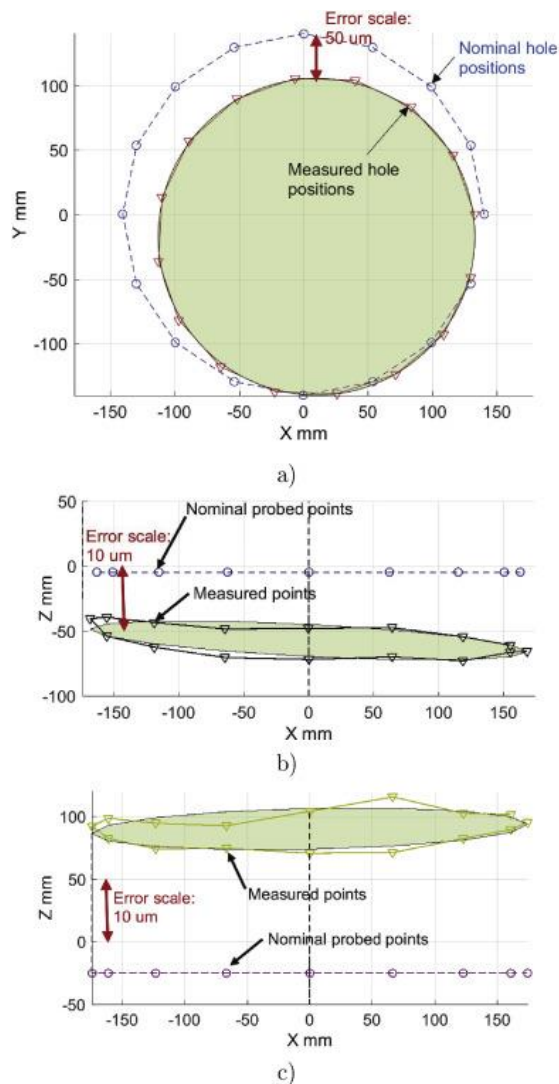 Error scale:
50 um
Nominal hole
positions
Measured hole
positions
Y mm
100
50
0
-50
-100
-150 -100 -50 0 50 100 150
X mm
a)
Nominal probed points
Error scale:
10 um
Measured points
Z mm
50
0
-50
-100
-150 -100 -50 0 50 100 150
X mm
b)
Error scale:
10 um
Measured points
Nominal probed points
Z mm
100
50
0
-50
-150 -100 -50 0 50 100 150
X mm
c)